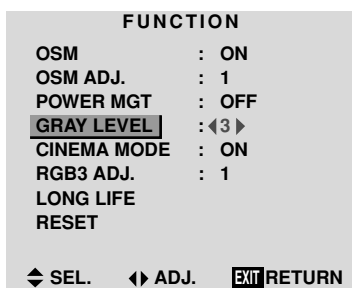 FUNCTION
OSM : ON
OSM ADJ. : 1
POWER MGT : OFF
GRAY LEVEL : 3
CINEMA MODE : ON
RGB3 ADJ. : 1
LONG LIFE
RESET
SEL. ADJ. EXIT RETURN